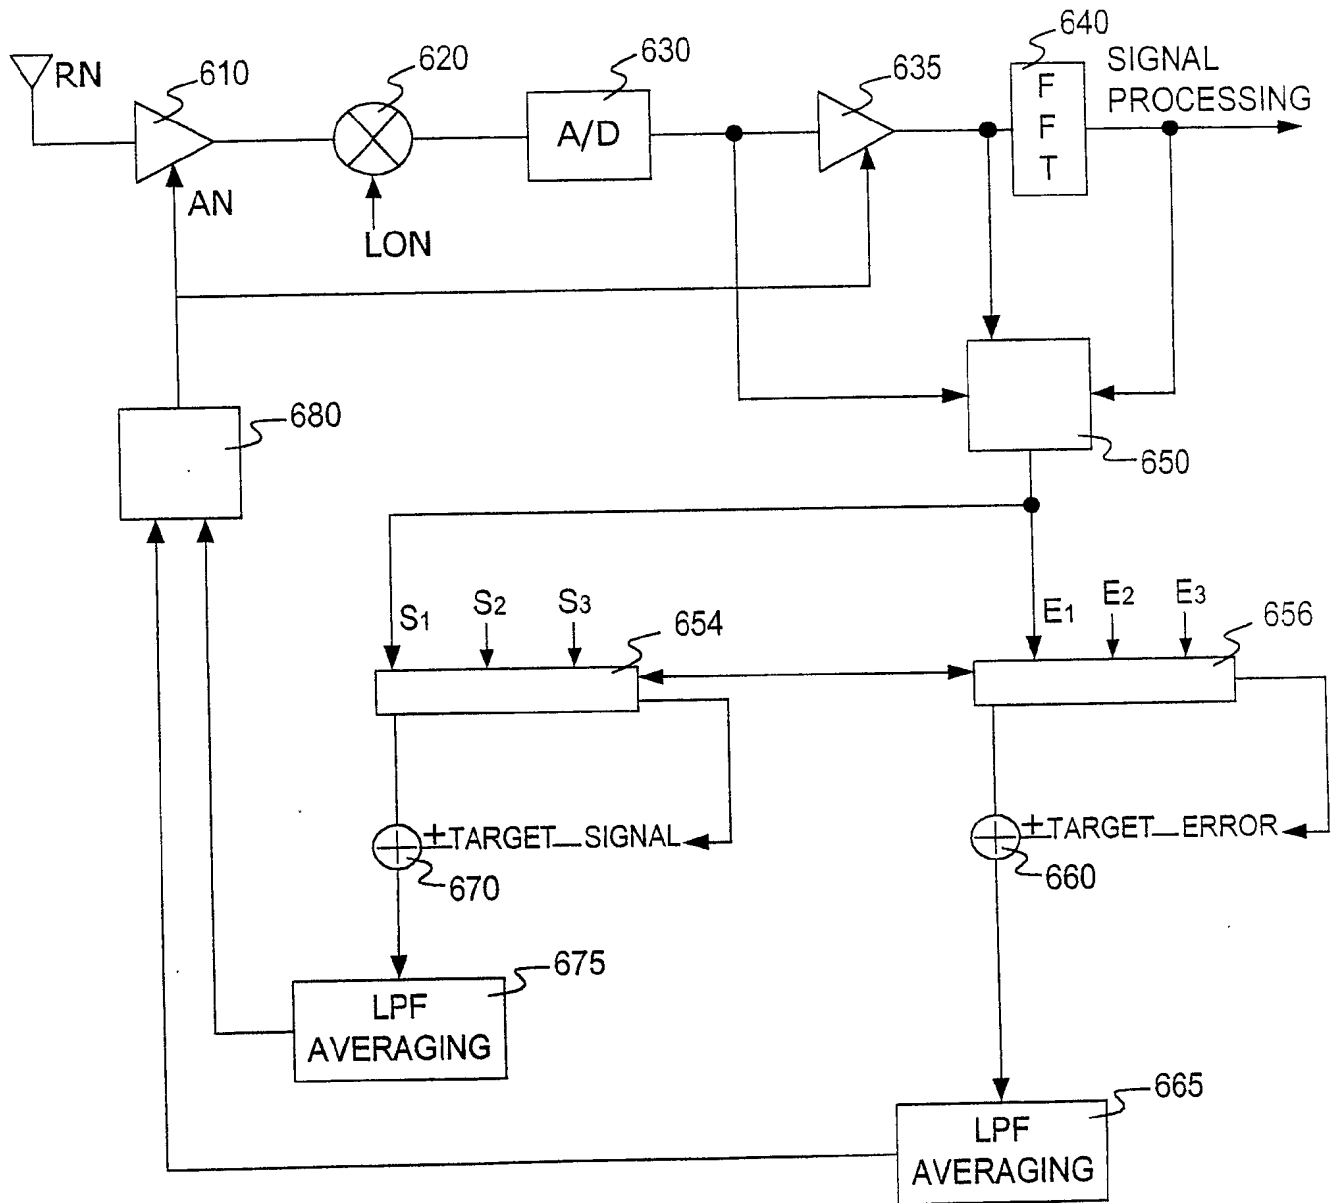 RN
610
620
630
635
640
SIGNAL
PROCESSING
A/D
F
F
T
AN
LON
680
650
S1
S2
S3
654
E1
E2
E3
656
±TARGET_SIGNAL
670
±TARGET_ERROR
660
675
LPF
AVERAGING
665
LPF
AVERAGING